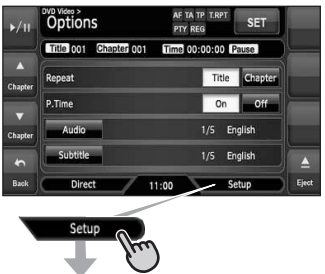 DVD Video >
Options
AF TA TP T.RPT
PTY REG
SET
Title 001 Chapter 001 Time 00:00:00 Pause
Chapter
Repeat Title Chapter
P.Time On Off
Chapter
Audio 1/5 English
Subtitle 1/5 English
Back Direct 11:00 Setup Eject
Setup